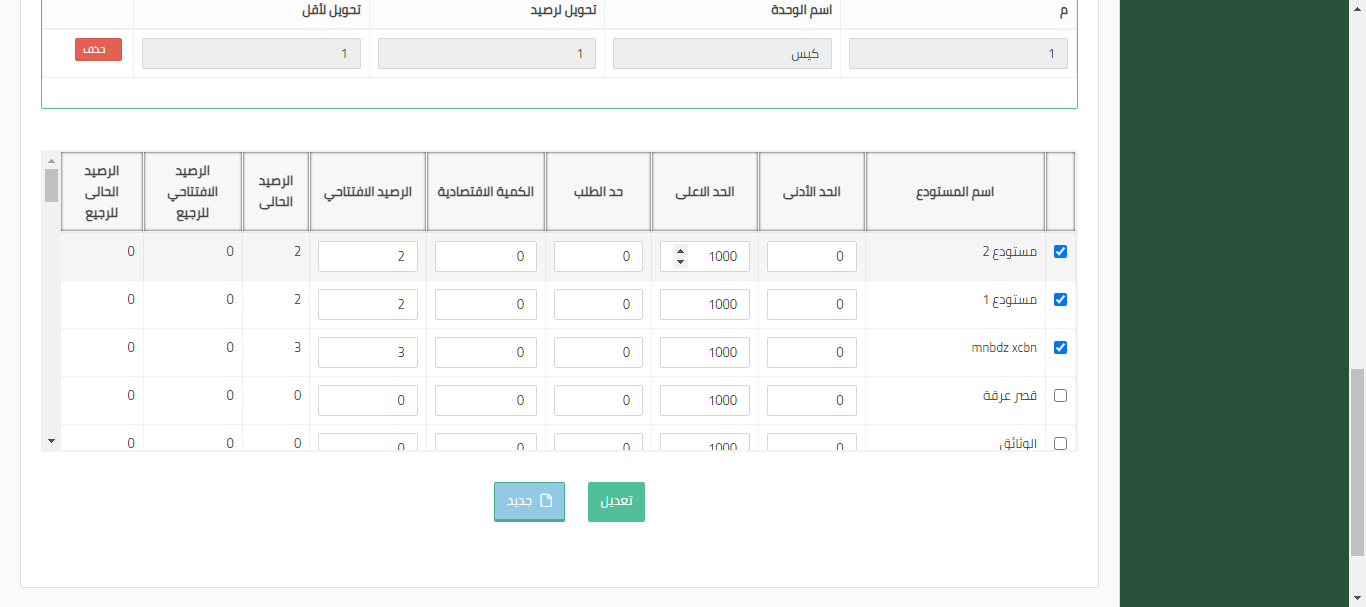 م اسم الوحدة تحويل لرصيد تحويل لأقل
1 كيس 1 1 حذف
اسم المستودع الحد الأدنى الحد الاعلى حد الطلب الكمية الاقتصادية الرصيد الافتتاحي الرصيد الحالى الرصيد الافتتاحي للرجيع الرصيد الحالى للرجيع
مستودع 2 0 1000 0 0 2 2 0 0
مستودع 1 0 1000 0 0 2 2 0 0
mnbdz xcbn 0 1000 0 0 3 3 0 0
قصر عرقة 0 1000 0 0 0 0 0 0
الوثائق 0 1000 0 0 0 0 0 0
تعديل جديد